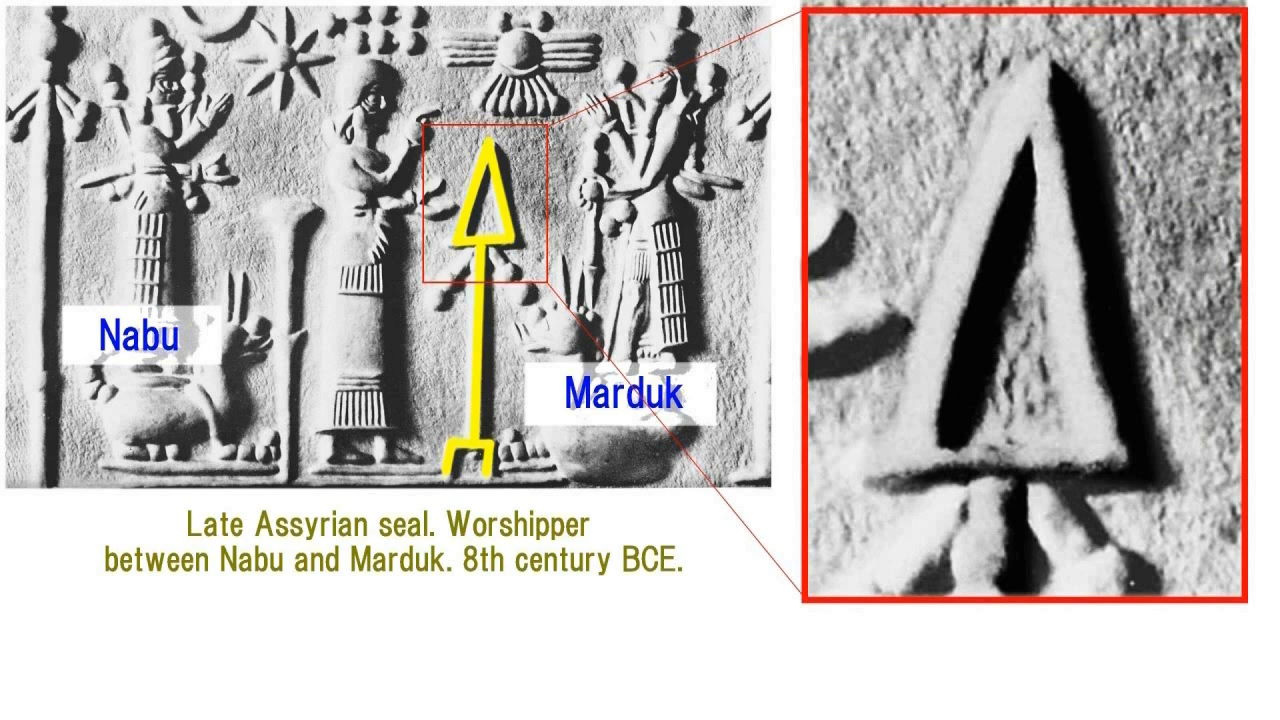 Nabu
Marduk
Late Assyrian seal. Worshipper
between Nabu and Marduk. 8th century BCE.